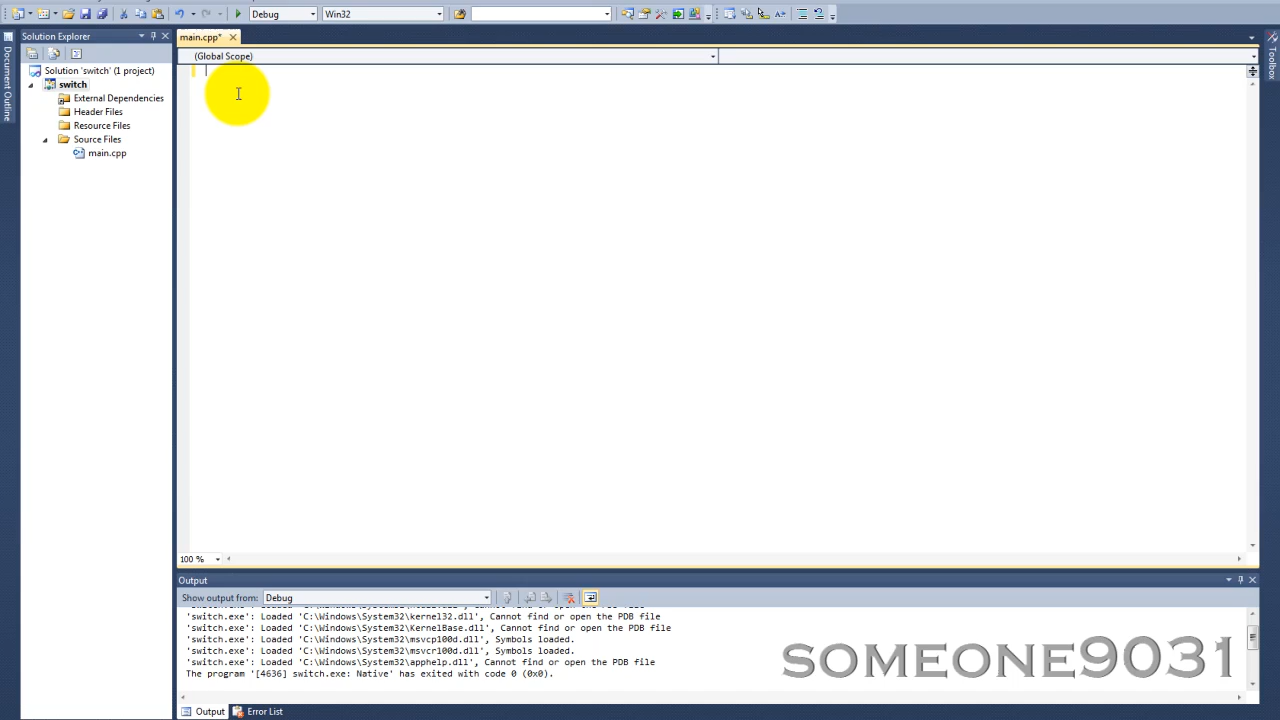 Debug
Win32
Solution Explorer
main.cpp*
(Global Scope)
Document Outline
Toolbox
Solution 'switch' (1 project)
switch
External Dependencies
Header Files
Resource Files
Source Files
main.cpp
100 %
Output
Show output from: Debug
'switch.exe': Loaded 'C:\Windows\System32\kernel32.dll', Cannot find or open the PDB file
'switch.exe': Loaded 'C:\Windows\System32\KernelBase.dll', Cannot find or open the PDB file
'switch.exe': Loaded 'C:\Windows\System32\msvcp100d.dll', Symbols loaded.
'switch.exe': Loaded 'C:\Windows\System32\msvcr100d.dll', Symbols loaded.
'switch.exe': Loaded 'C:\Windows\System32\apphelp.dll', Cannot find or open the PDB file
The program '[4636] switch.exe: Native' has exited with code 0 (0x0).
SOMEONE9031
Output
Error List